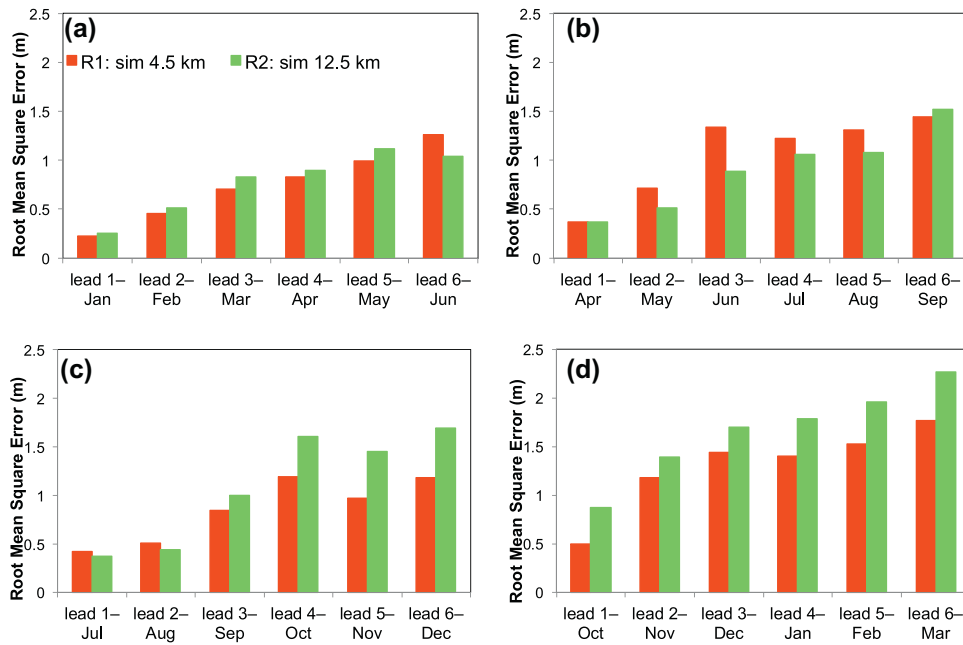 (a)
R1: sim 4.5 km R2: sim 12.5 km
Root Mean Square Error (m)
2.5
2
1.5
1
0.5
0
lead 1– lead 2– lead 3– lead 4– lead 5– lead 6–
Jan Feb Mar Apr May Jun
(b)
Root Mean Square Error (m)
2.5
2
1.5
1
0.5
0
lead 1– lead 2– lead 3– lead 4– lead 5– lead 6–
Apr May Jun Jul Aug Sep
(c)
Root Mean Square Error (m)
2.5
2
1.5
1
0.5
0
lead 1– lead 2– lead 3– lead 4– lead 5– lead 6–
Jul Aug Sep Oct Nov Dec
(d)
Root Mean Square Error (m)
2.5
2
1.5
1
0.5
0
lead 1– lead 2– lead 3– lead 4– lead 5– lead 6–
Oct Nov Dec Jan Feb Mar